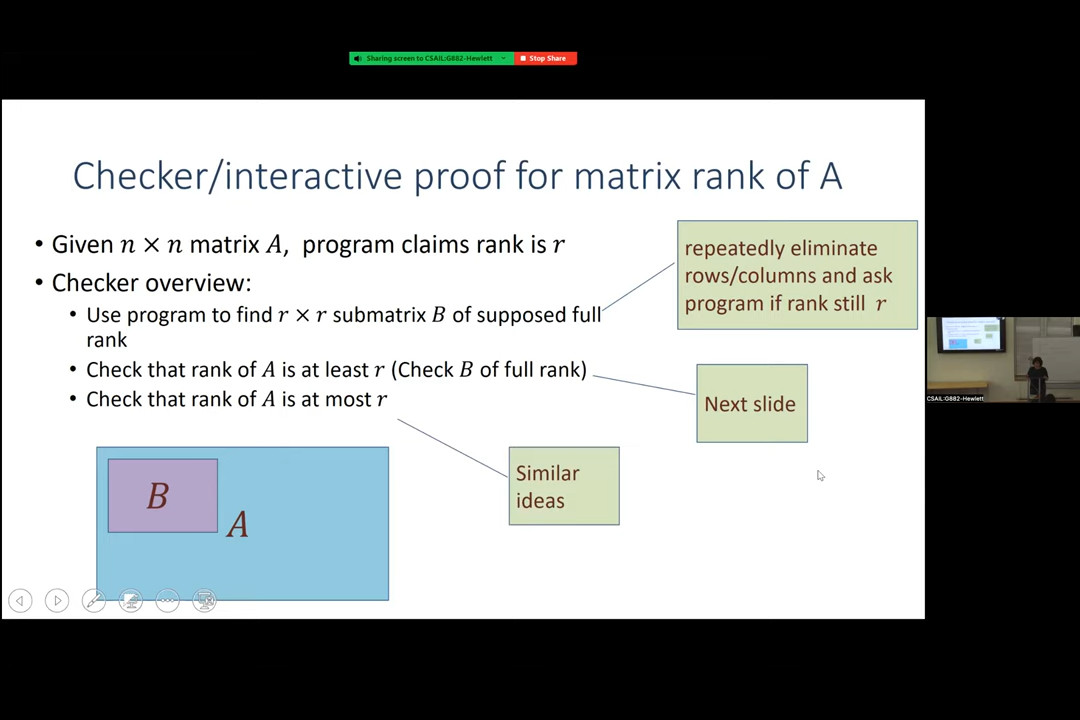 Sharing screen to CSAIL:G882-Hewlett
Stop Share
Checker/interactive proof for matrix rank of A
• Given n × n matrix A, program claims rank is r
• Checker overview:
• Use program to find r × r submatrix B of supposed full
rank
• Check that rank of A is at least r (Check B of full rank)
• Check that rank of A is at most r
repeatedly eliminate
rows/columns and ask
program if rank still r
Next slide
Similar
ideas
B
A
CSAIL:G882-Hewlett